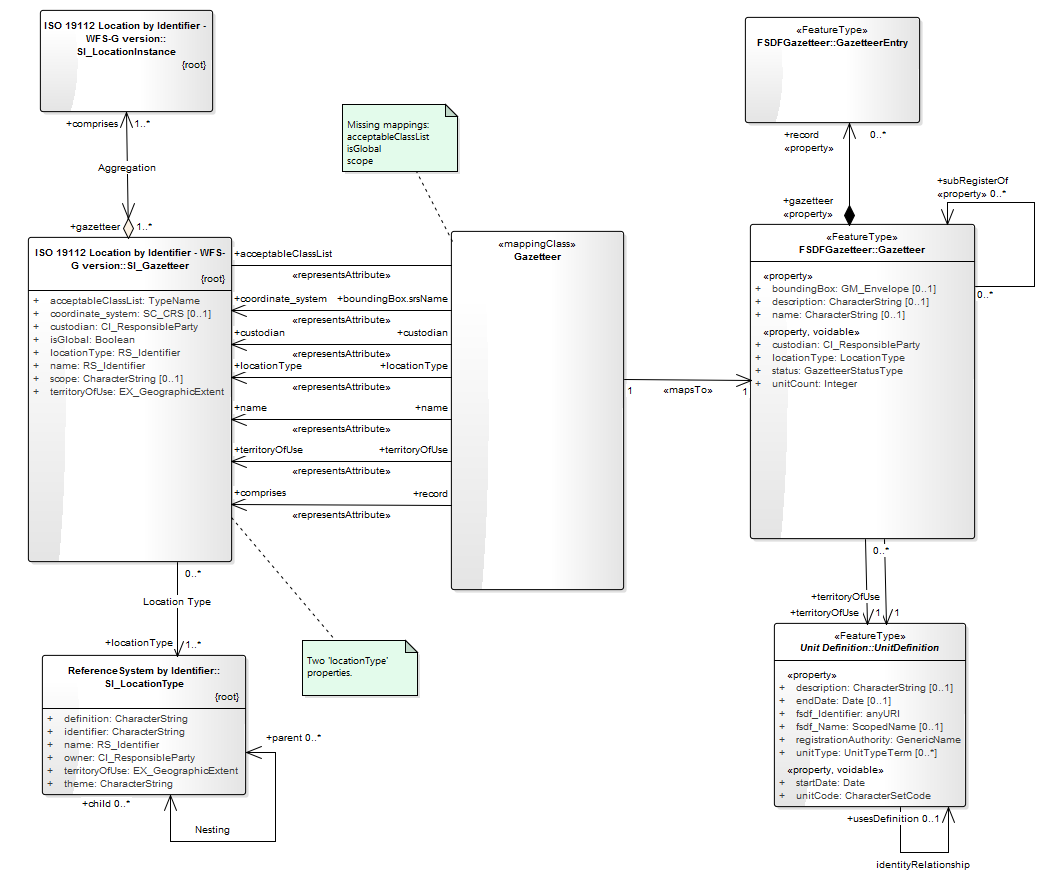 ISO 19112 Location by Identifier -
WFS-G version::
SI_LocationInstance
{root}
+comprises
1..*
Aggregation
+gazetteer
1..*
ISO 19112 Location by Identifier - WFS-
G version::SI_Gazetteer
{root}
+ acceptableClassList: TypeName
+ coordinate_system: SC_CRS [0..1]
+ custodian: CI_ResponsibleParty
+ isGlobal: Boolean
+ locationType: RS_Identifier
+ name: RS_Identifier
+ scope: CharacterString [0..1]
+ territoryOfUse: EX_GeographicExtent
0..*
Location Type
+locationType
1..*
ReferenceSystem by Identifier::
SI_LocationType
{root}
+ definition: CharacterString
+ identifier: CharacterString
+ name: RS_Identifier
+ owner: CI_ResponsibleParty
+ territoryOfUse: EX_GeographicExtent
+ theme: CharacterString
+child 0..*
+parent 0..*
Nesting
Missing mappings:
acceptableClassList
isGlobal
scope
+acceptableClassList
«representsAttribute»
+coordinate_system +boundingBox.srsName
«representsAttribute»
+custodian +custodian
«representsAttribute»
+locationType +locationType
«representsAttribute»
+name +name
«representsAttribute»
+territoryOfUse +territoryOfUse
«representsAttribute»
+comprises +record
«representsAttribute»
Two 'locationType'
properties.
«mappingClass»
Gazetteer
1
«mapsTo»
1
«FeatureType»
FSDFGazetteer::GazetteerEntry
+record
«property»
0..*
+gazetteer
«property»
+subRegisterOf
«property» 0..*
0..*
«FeatureType»
FSDFGazetteer::Gazetteer
«property»
+ boundingBox: GM_Envelope [0..1]
+ description: CharacterString [0..1]
+ name: CharacterString [0..1]
«property, voidable»
+ custodian: CI_ResponsibleParty
+ locationType: LocationType
+ status: GazetteerStatusType
+ unitCount: Integer
0..*
+territoryOfUse
+territoryOfUse
1
1
«FeatureType»
Unit Definition::UnitDefinition
«property»
+ description: CharacterString [0..1]
+ endDate: Date [0..1]
+ fsdf_Identifier: anyURI
+ fsdf_Name: ScopedName [0..1]
+ registrationAuthority: GenericName
+ unitType: UnitTypeTerm [0..*]
«property, voidable»
+ startDate: Date
+ unitCode: CharacterSetCode
+usesDefinition 0..1
identityRelationship